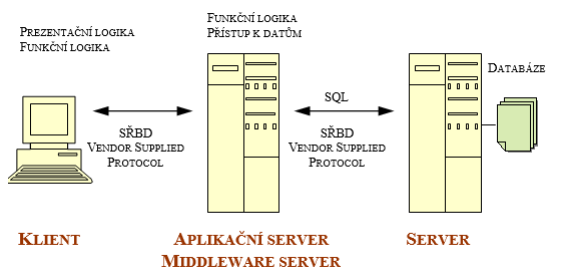 PREZENTAČNÍ LOGIKA
FUNKČNÍ LOGIKA
FUNKČNÍ LOGIKA
PŘÍSTUP K DATŮM
DATABÁZE
SŘBD
VENDOR SUPPLIED
PROTOCOL
SQL
SŘBD
VENDOR SUPPLIED
PROTOCOL
KLIENT
APLIKAČNÍ SERVER
MIDDLEWARE SERVER
SERVER